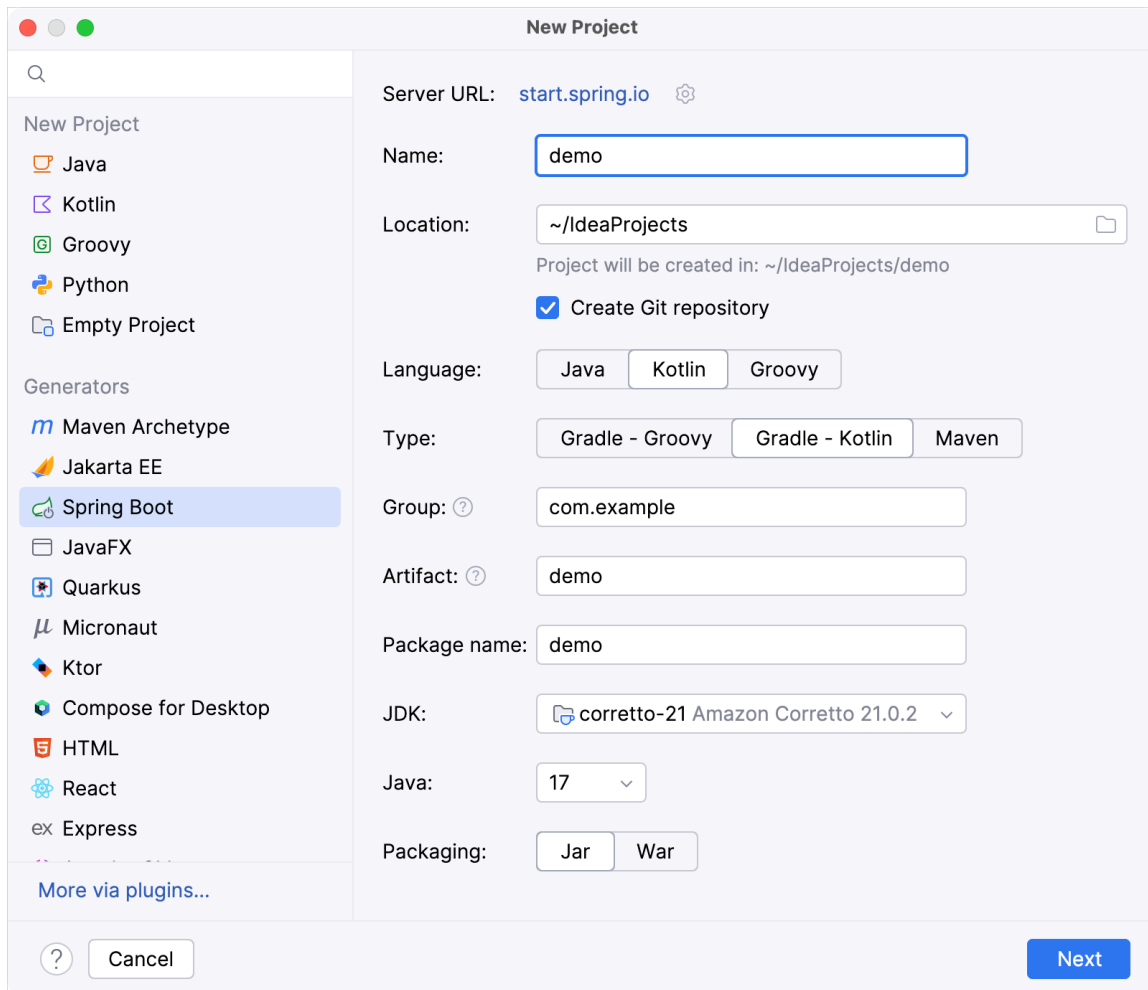 New Project
Server URL: start.spring.io
New Project
Name: demo
Java
Kotlin
Location: ~/IdeaProjects
Groovy
Project will be created in: ~/IdeaProjects/demo
Python
Create Git repository
Empty Project
Language: Java Kotlin Groovy
Generators
Maven Archetype
Type: Gradle - Groovy Gradle - Kotlin Maven
Jakarta EE
Spring Boot
Group: ? com.example
JavaFX
Artifact: ? demo
Quarkus
Micronaut
Package name: demo
Ktor
Compose for Desktop
JDK: corretto-21 Amazon Corretto 21.0.2
HTML
React
Java: 17
ex Express
Packaging: Jar War
More via plugins...
? Cancel Next